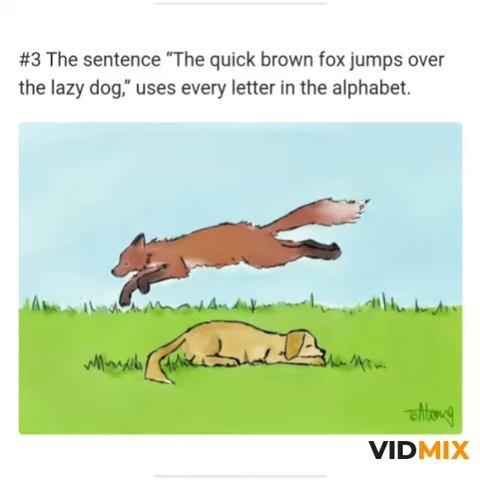 #3 The sentence “The quick brown fox jumps over
the lazy dog,” uses every letter in the alphabet.
VIDMIX